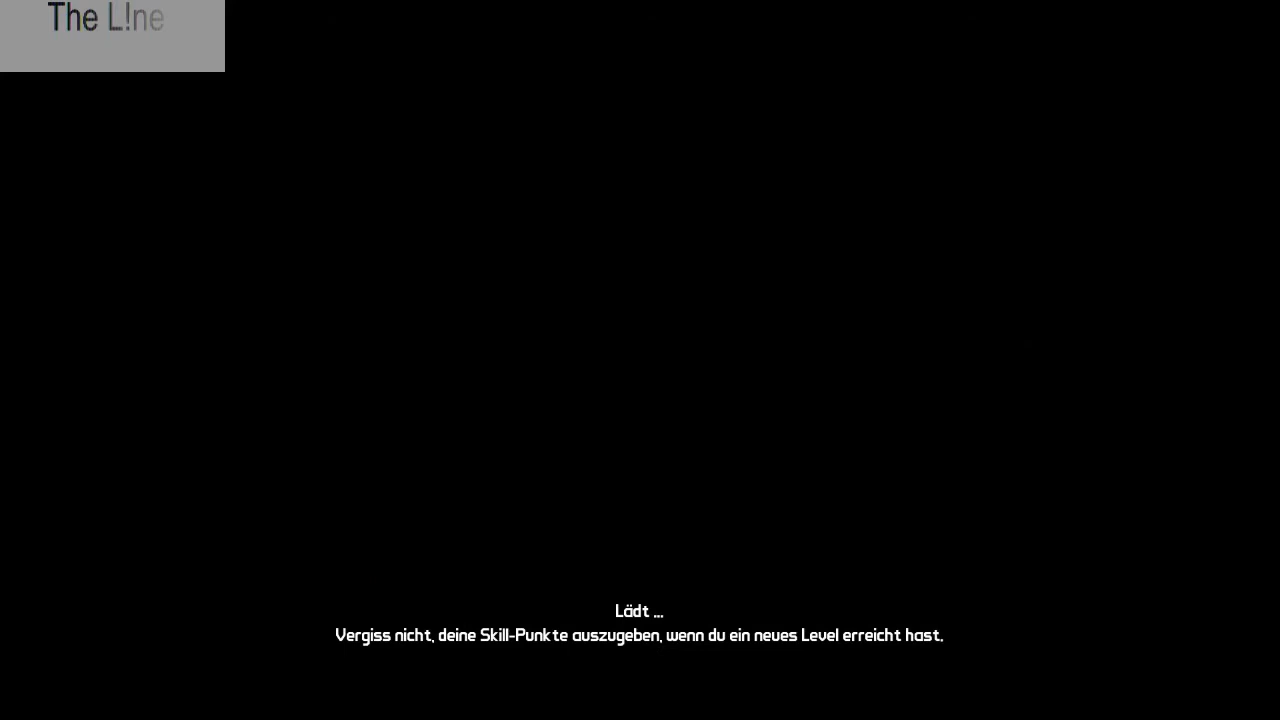 The L!ne
Lädt ...
Vergiss nicht, deine Skill-Punkte auszugeben, wenn du ein neues Level erreicht hast.